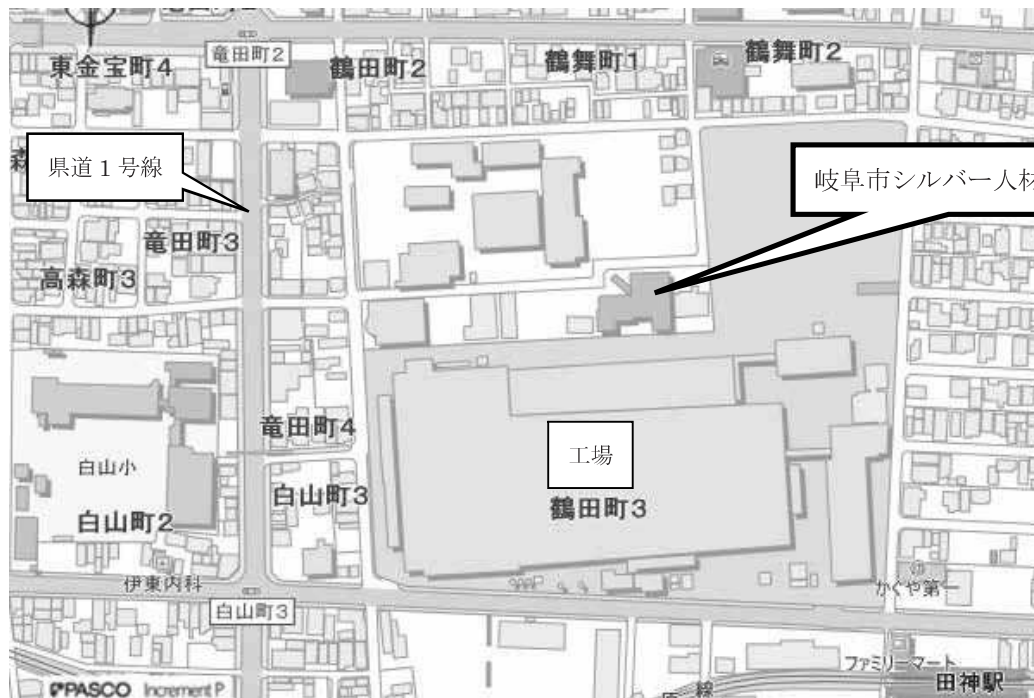 竜田町2
東金宝町4
鶴田町2
鶴舞町1
鶴舞町2
県道1号線
岐阜市シルバー人材
竜田町3
高森町3
竜田町4
工場
白山小
白山町3
鶴田町3
白山町2
伊東内科
かぐや第一
白山町3
ファミリーマート
田神駅
線
PASCO Increment P